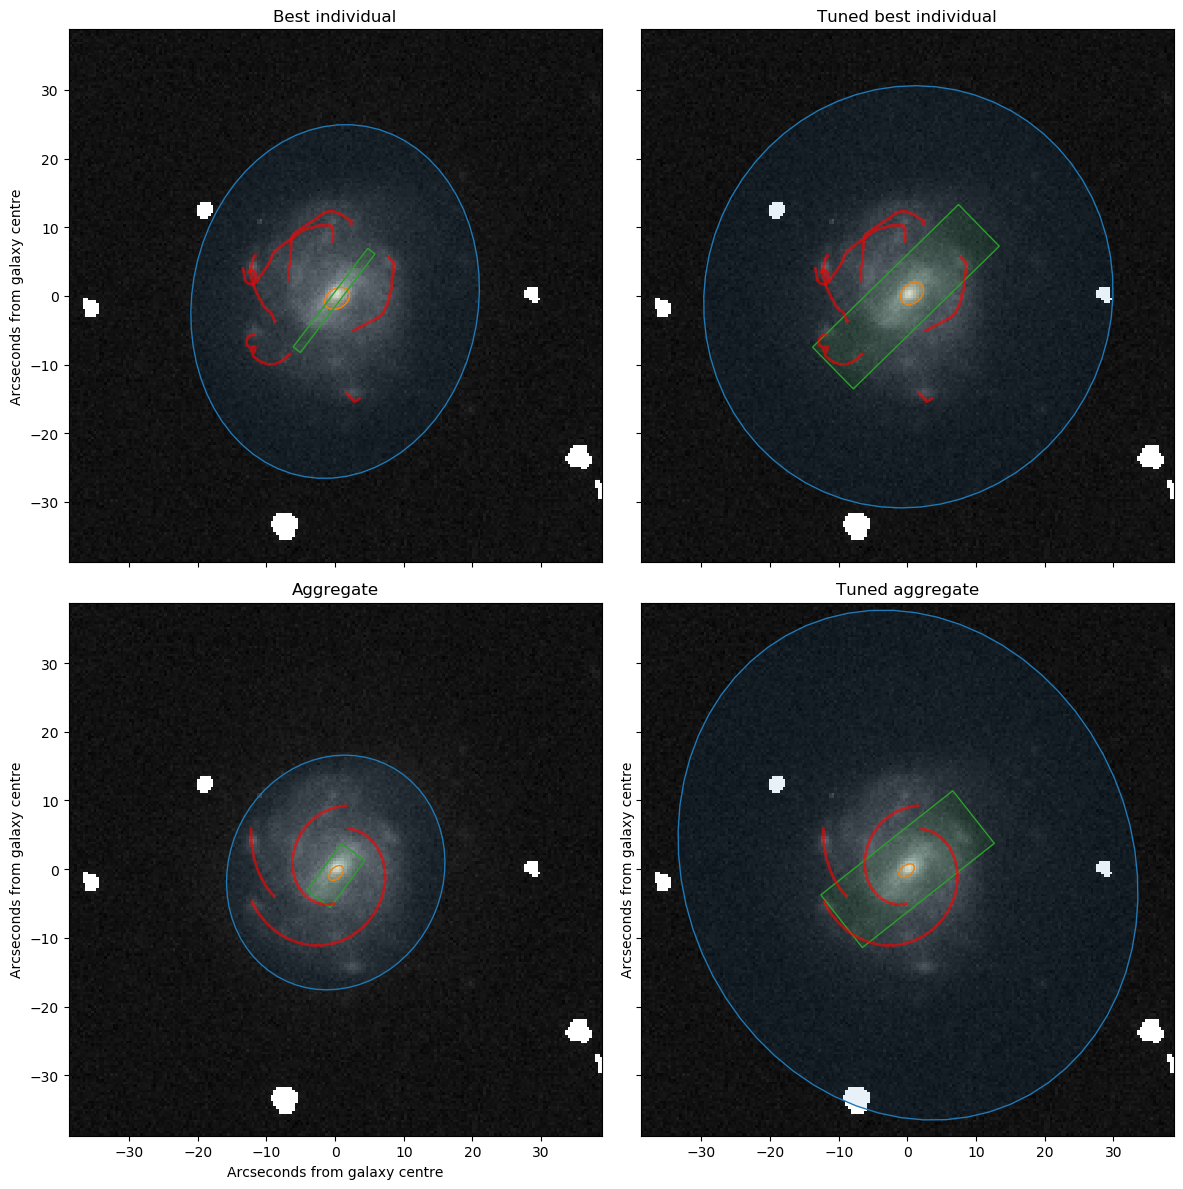 Best individual
Tuned best individual
30
20
10
0
−10
−20
−30
Arcseconds from galaxy centre
Aggregate
Tuned aggregate
30
20
10
0
−10
−20
−30
Arcseconds from galaxy centre
Arcseconds from galaxy centre
−30 −20 −10 0 10 20 30
−30 −20 −10 0 10 20 30
Arcseconds from galaxy centre